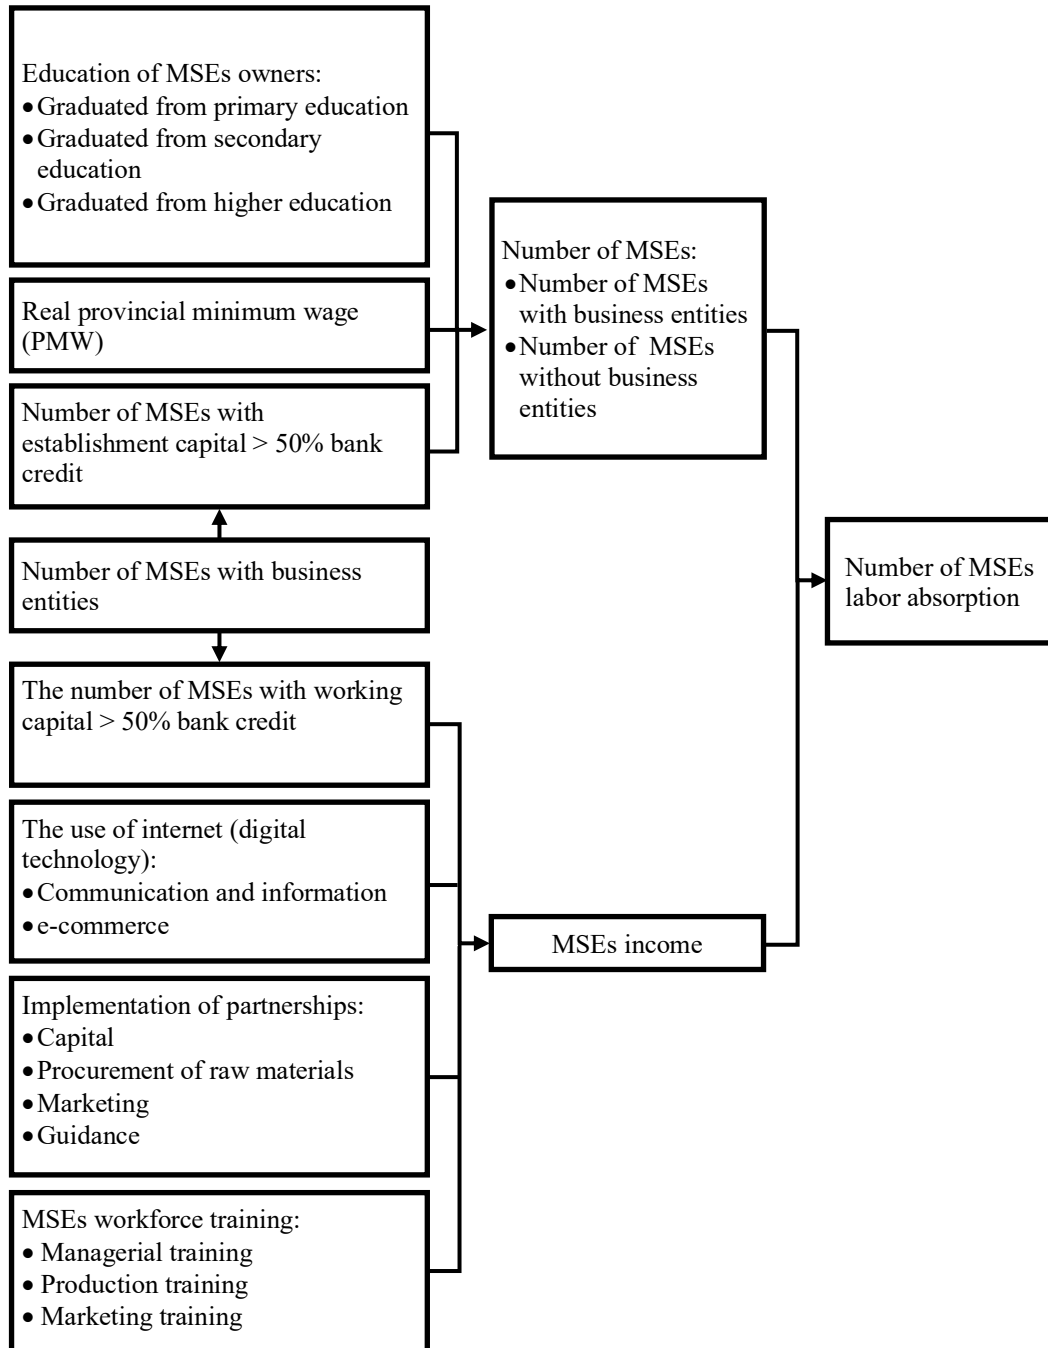 Education of MSEs owners:
•Graduated from primary education
•Graduated from secondary
education
•Graduated from higher education
Real provincial minimum wage
(PMW)
Number of MSEs with
establishment capital > 50% bank
credit
Number of MSEs with business
entities
The number of MSEs with working
capital > 50% bank credit
The use of internet (digital
technology):
•Communication and information
•e-commerce
Implementation of partnerships:
•Capital
•Procurement of raw materials
•Marketing
•Guidance
MSEs workforce training:
• Managerial training
• Production training
• Marketing training
Number of MSEs:
•Number of MSEs
with business entities
•Number of MSEs
without business
entities
MSEs income
Number of MSEs
labor absorption